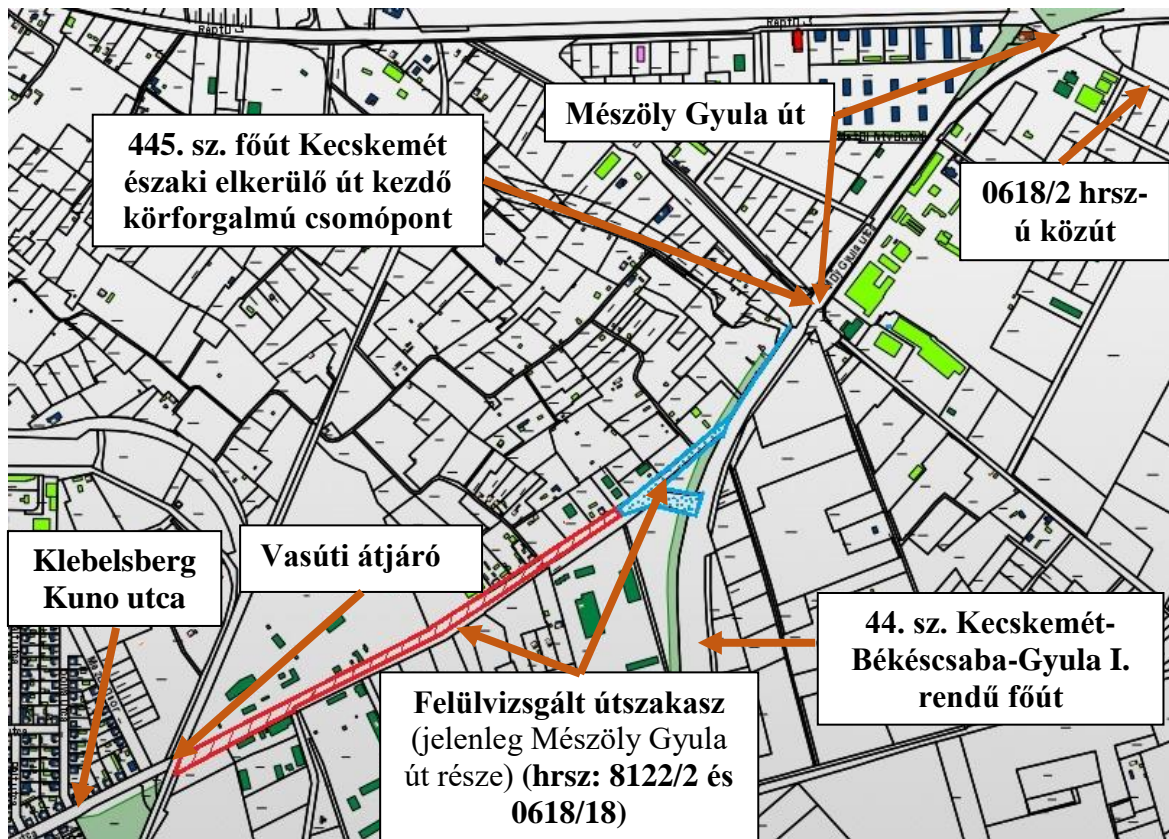 Mészöly Gyula út
445. sz. főút Kecskemét
északi elkerülő út kezdő
körforgalmú csomópont
0618/2 hrsz-
ú közút
Klebelsberg
Kuno utca
Vasúti átjáró
Felülvizsgált útszakasz
(jelenleg Mészöly Gyula
út része) (hrsz: 8122/2 és
0618/18)
44. sz. Kecskemét-
Békéscsaba-Gyula I.
rendű főút